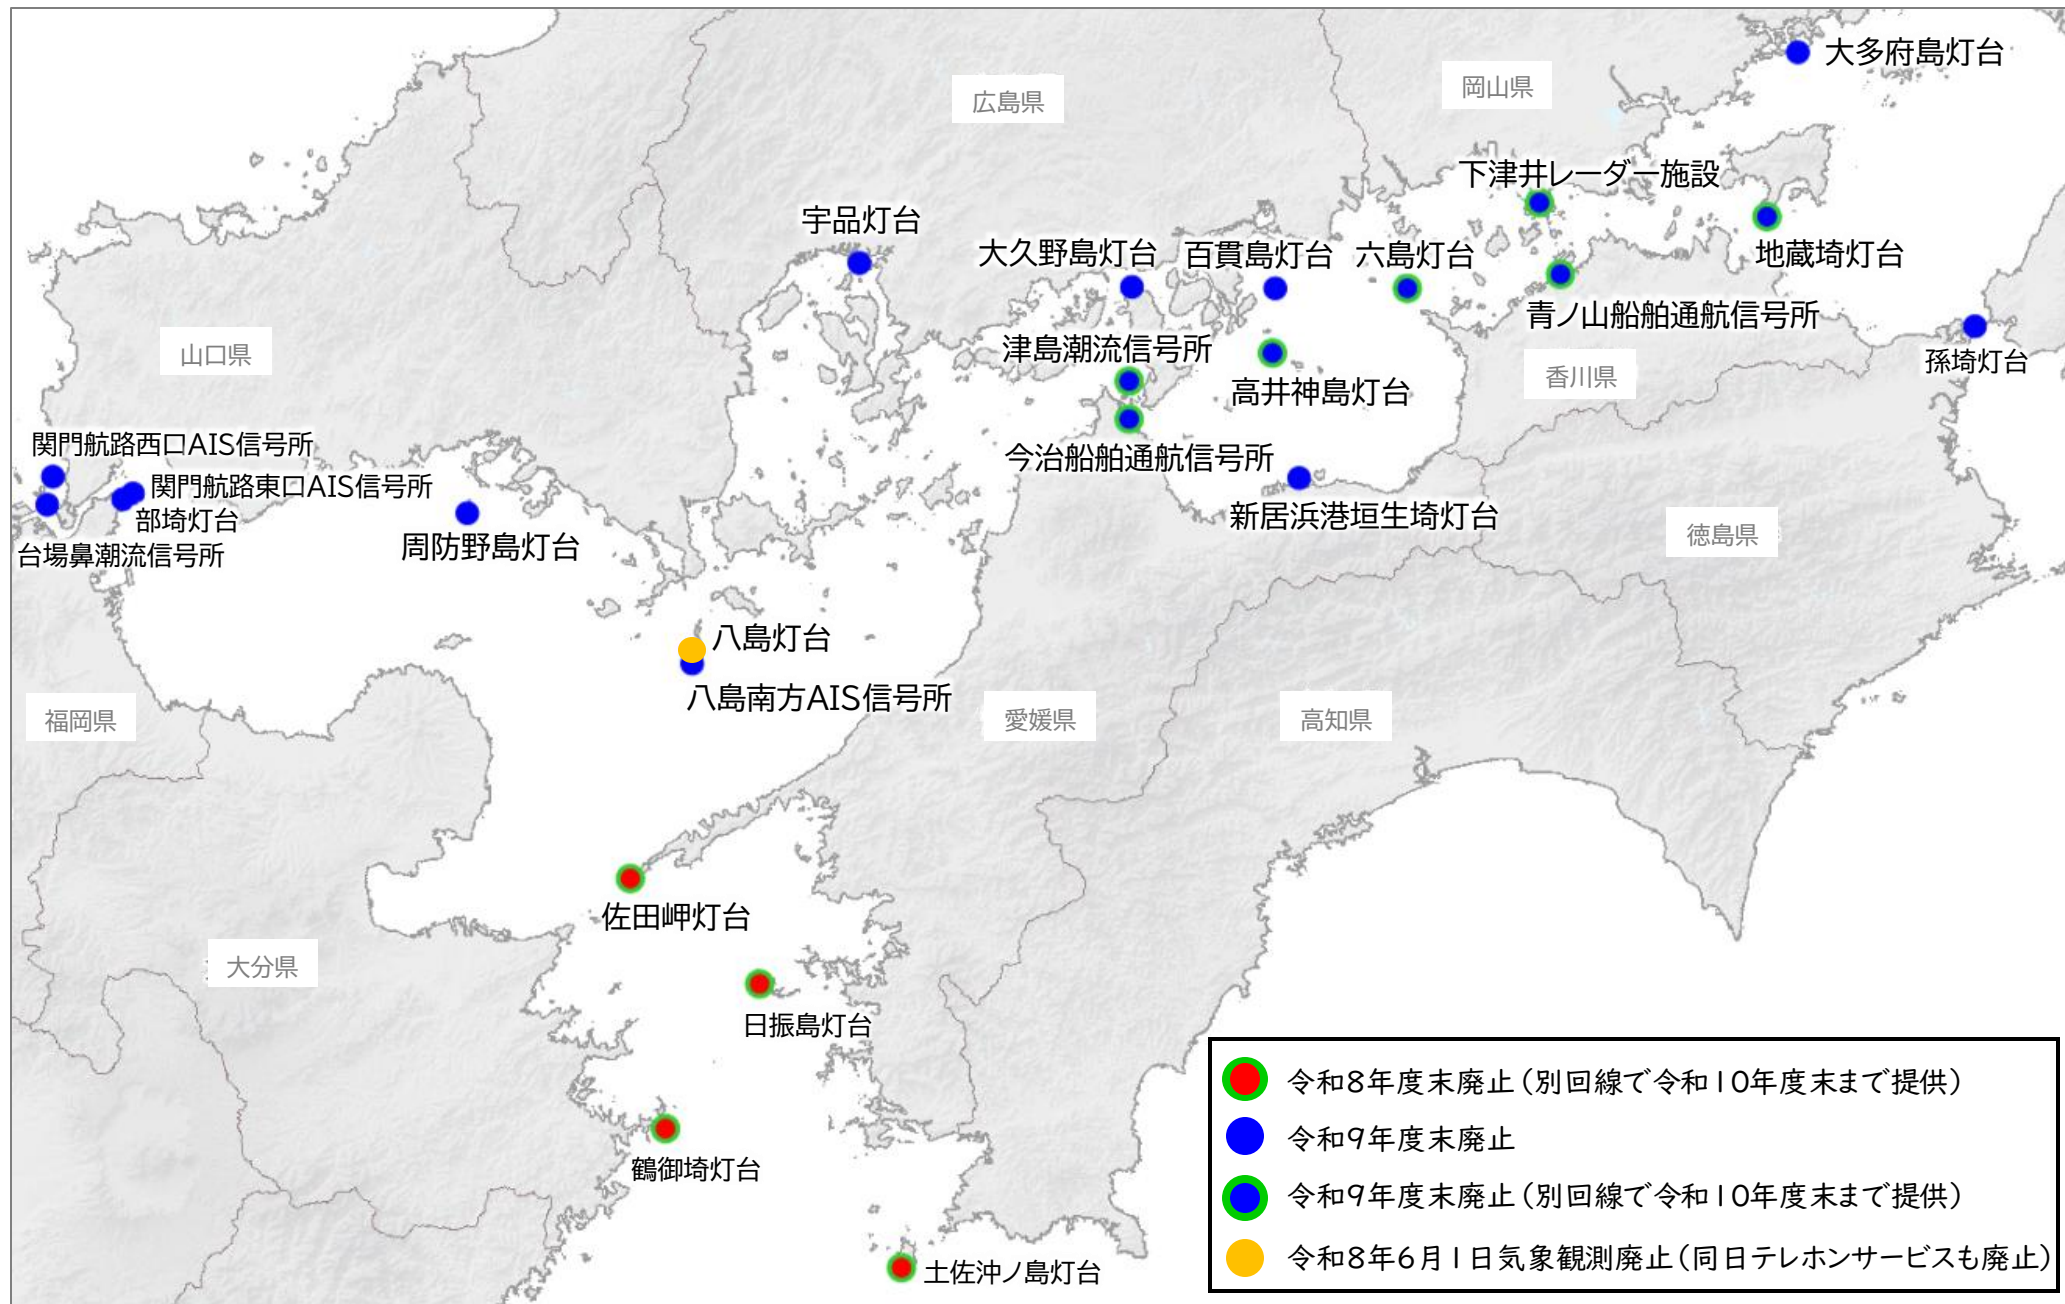 大多府島灯台
岡山県
広島県
下津井レーダー施設
宇品灯台
大久野島灯台
百貫島灯台
六島灯台
地蔵埼灯台
青ノ山船舶通航信号所
山口県
津島潮流信号所
孫埼灯台
香川県
高井神島灯台
関門航路西口AIS信号所
今治船舶通航信号所
関門航路東口AIS信号所
部埼灯台
新居浜港垣生埼灯台
徳島県
周防野島灯台
台場鼻潮流信号所
八島灯台
八島南方AIS信号所
福岡県
愛媛県
高知県
佐田岬灯台
大分県
日振島灯台
鶴御埼灯台
土佐沖ノ島灯台
令和8年度末廃止（別回線で令和10年度末まで提供）
令和9年度末廃止
令和9年度末廃止（別回線で令和10年度末まで提供）
令和8年6月1日気象観測廃止（同日テレホンサービスも廃止）